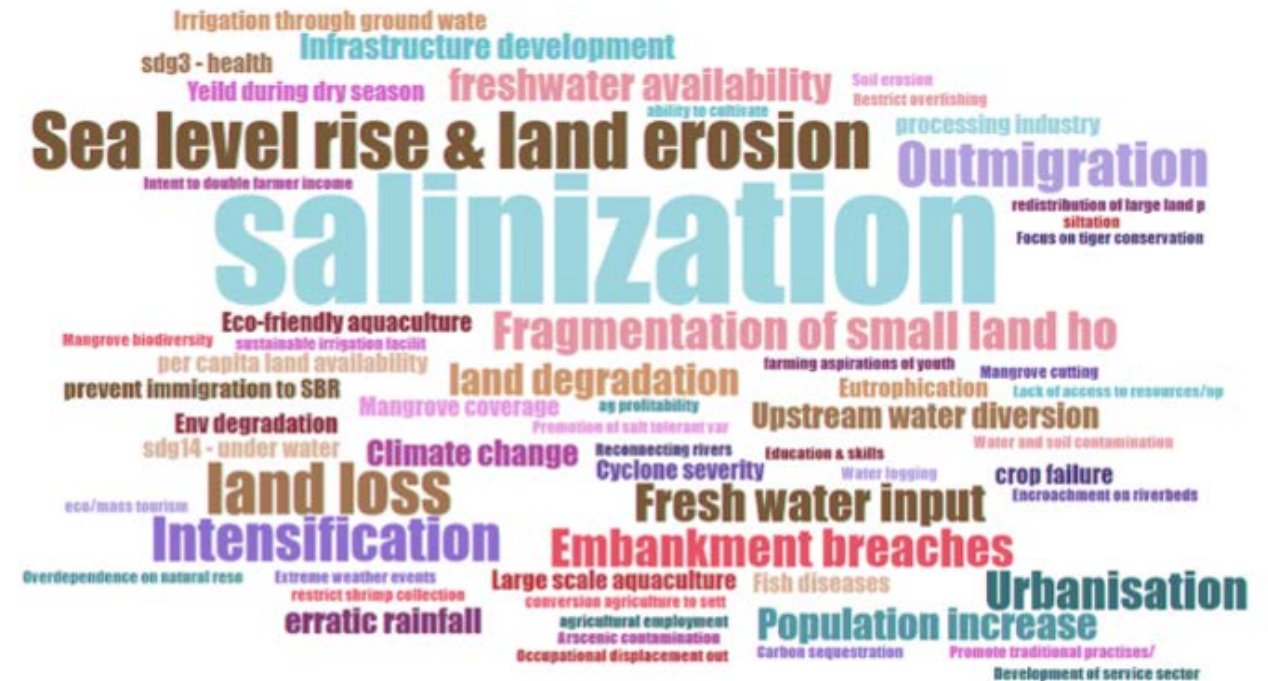 Irrigation through ground wate
Infrastructure development
sdg3 - health
Yeild during dry season
freshwater availability
Soil erosion
Restrict overfishing
ability to cultivate
Sea level rise & land erosion
processing industry
Outmigration
Intent to double farmer income
salinization
redistribution of large land p
siltation
Focus on tiger conservation
Eco-friendly aquaculture
Fragmentation of small land ho
Mangrove biodiversity
sustainable irrigation facilit
per capita land availability
farming aspirations of youth
Mangrove cutting
prevent immigration to SBR
land degradation
Eutrophication
Lack of access to resources/op
Mangrove coverage
ag profitability
Upstream water diversion
Env degradation
Promotion of salt tolerant var
sdg14 - under water
Climate change
Reconnecting rivers
Education & skills
Water and soil contamination
Cyclone severity
Water logging
crop failure
land loss
Fresh water input
Encroachment on riverbeds
eco/mass tourism
Intensification
Embankment breaches
Overdependence on natural reso
Extreme weather events
Large scale aquaculture
Fish diseases
Urbanisation
restrict shrimp collection
conversion agriculture to sett
erratic rainfall
agricultural employment
Population increase
Arscenic contamination
Occupational displacement out
Carbon sequestration
Promote traditional practises/
Development of service sector